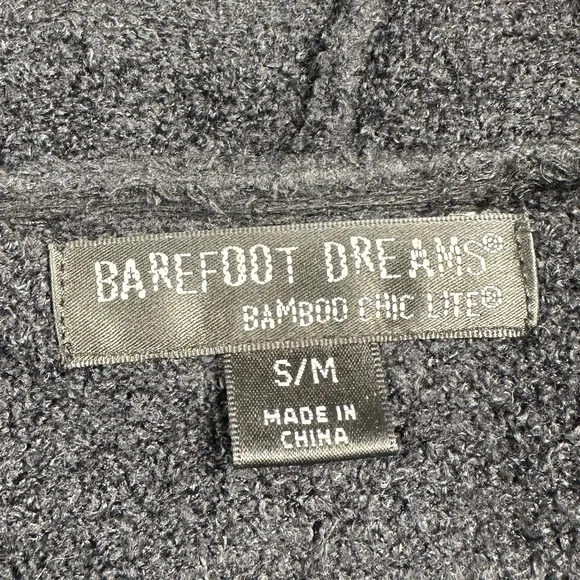 BAREFOOT DREAMS®
BAMBOO CHIC LITE®
S/M
MADE IN
CHINA